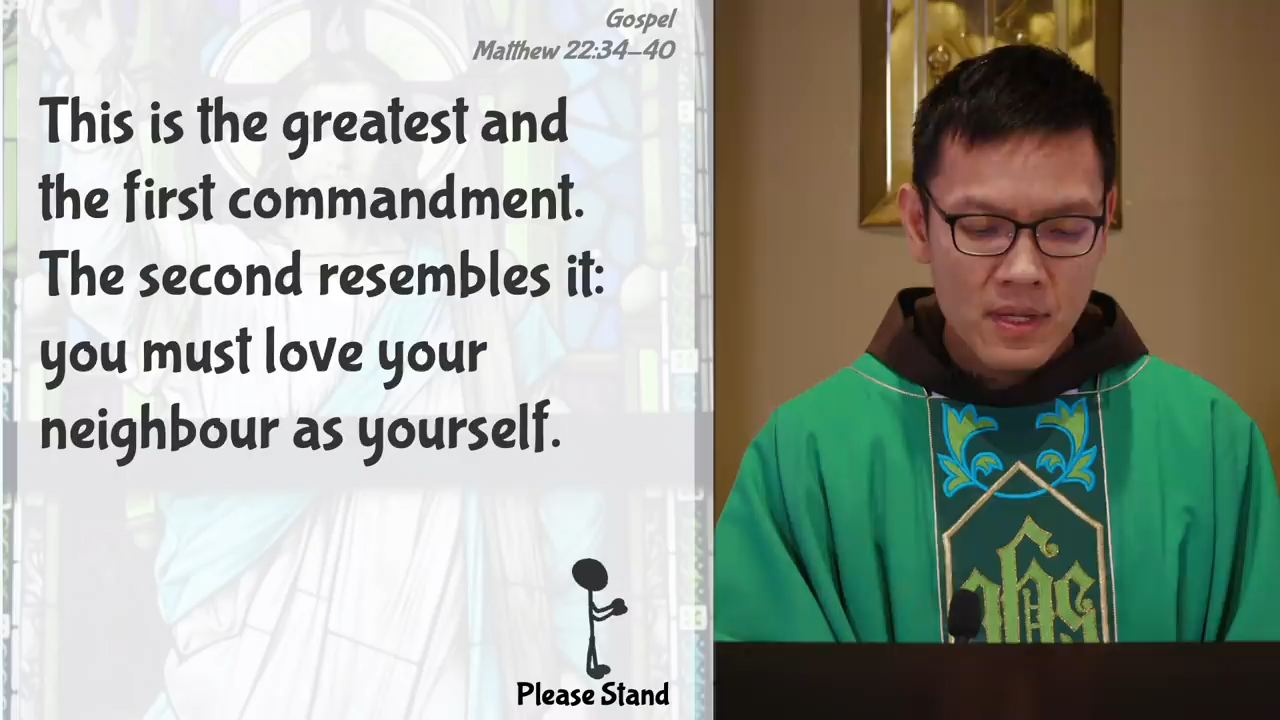 Gospel
Matthew 22:34–40
This is the greatest and
the first commandment.
The second resembles it:
you must love your
neighbour as yourself.
Please Stand
ihs